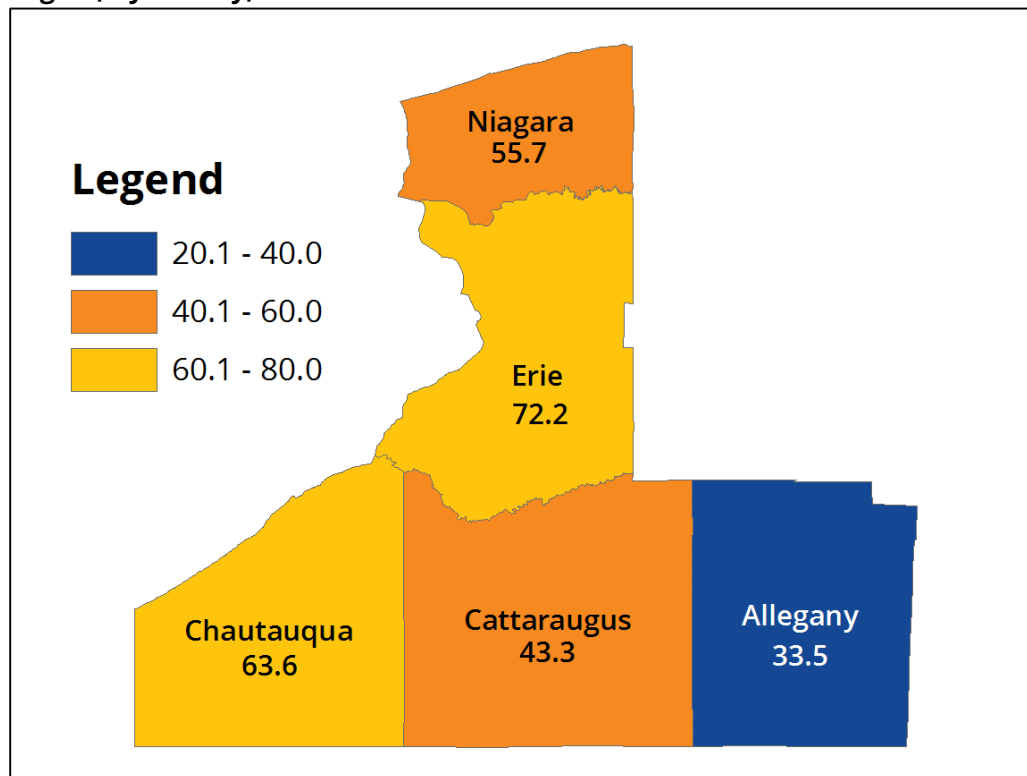 Niagara
55.7
Legend
20.1 - 40.0
40.1 - 60.0
60.1 - 80.0
Erie
72.2
Chautauqua
63.6
Cattaraugus
43.3
Allegany
33.5